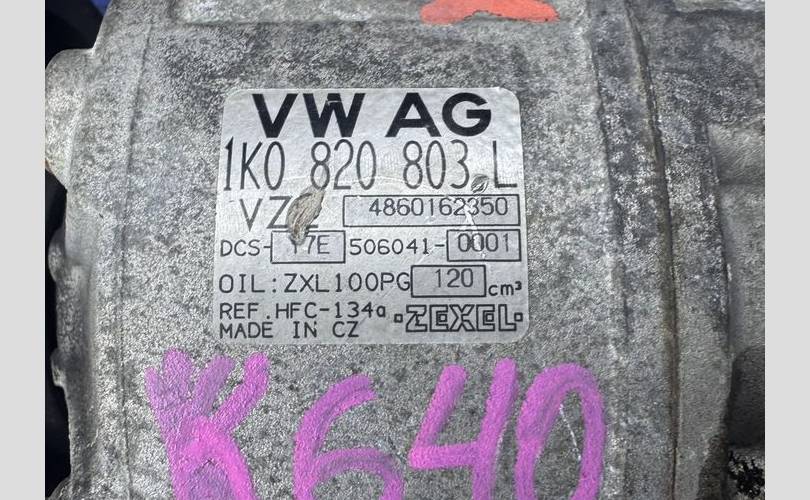 VW AG
1K0 820 803 L
4860162350
DCS-17E 506041-0001
OIL: ZXL100PG 120 cm³
REF. HFC-134a ZEXEL
MADE IN CZ
K640